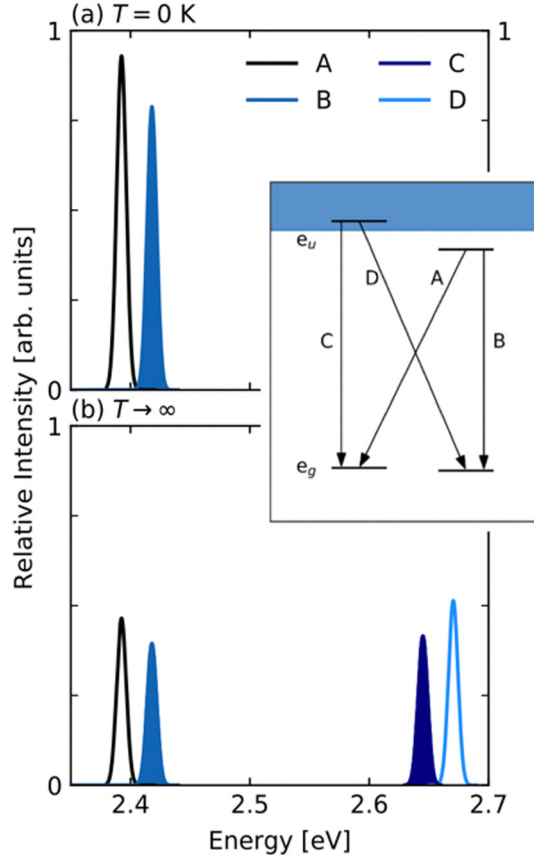 (a) T = 0 K
1
1
A
C
B
D
e_u
D
A
C
B
e_g
0
(b) T → ∞
1
0
2.4
2.5
2.6
2.7
Energy [eV]
Relative Intensity [arb. units]